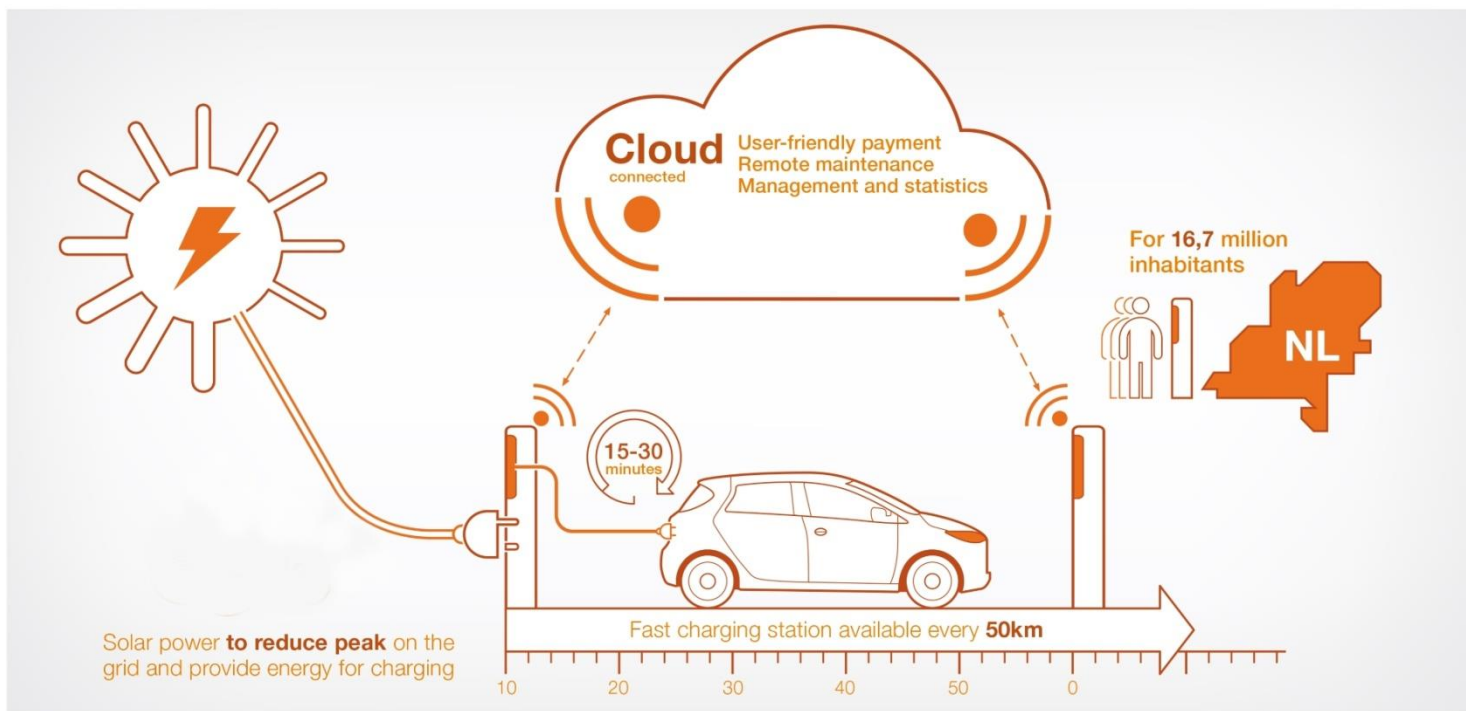 Cloud
connected
User-friendly payment
Remote maintenance
Management and statistics
For 16,7 million
inhabitants
NL
15-30
minutes
Fast charging station available every 50km
Solar power to reduce peak on the
grid and provide energy for charging
10 20 30 40 50 0